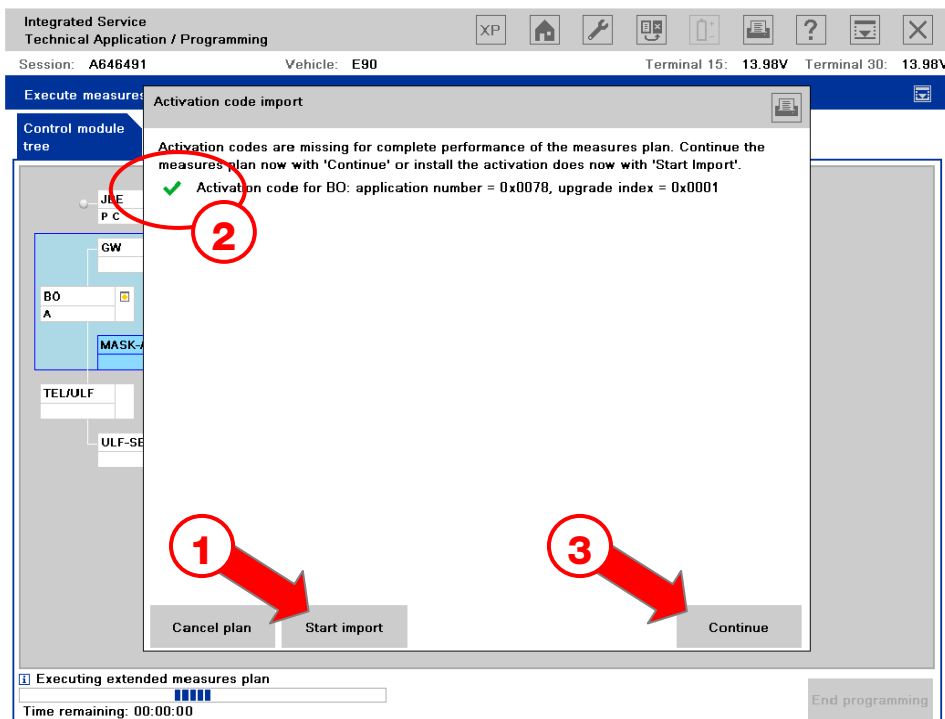 Integrated Service
Technical Application / Programming
XP
?
Session: A646491 Vehicle: E90 Terminal 15: 13.98V Terminal 30: 13.98V
Execute measures
Activation code import
Control module
tree
Activation codes are missing for complete performance of the measures plan. Continue the
measures plan now with 'Continue' or install the activation does now with 'Start Import'.
Activation code for BO: application number = 0x0078, upgrade index = 0x0001
JBE
P C
2
GW
BO
A
MASK-A
TEL/ULF
ULF-SE
1
3
Cancel plan Start import Continue
i Executing extended measures plan
Time remaining: 00:00:00
End programming